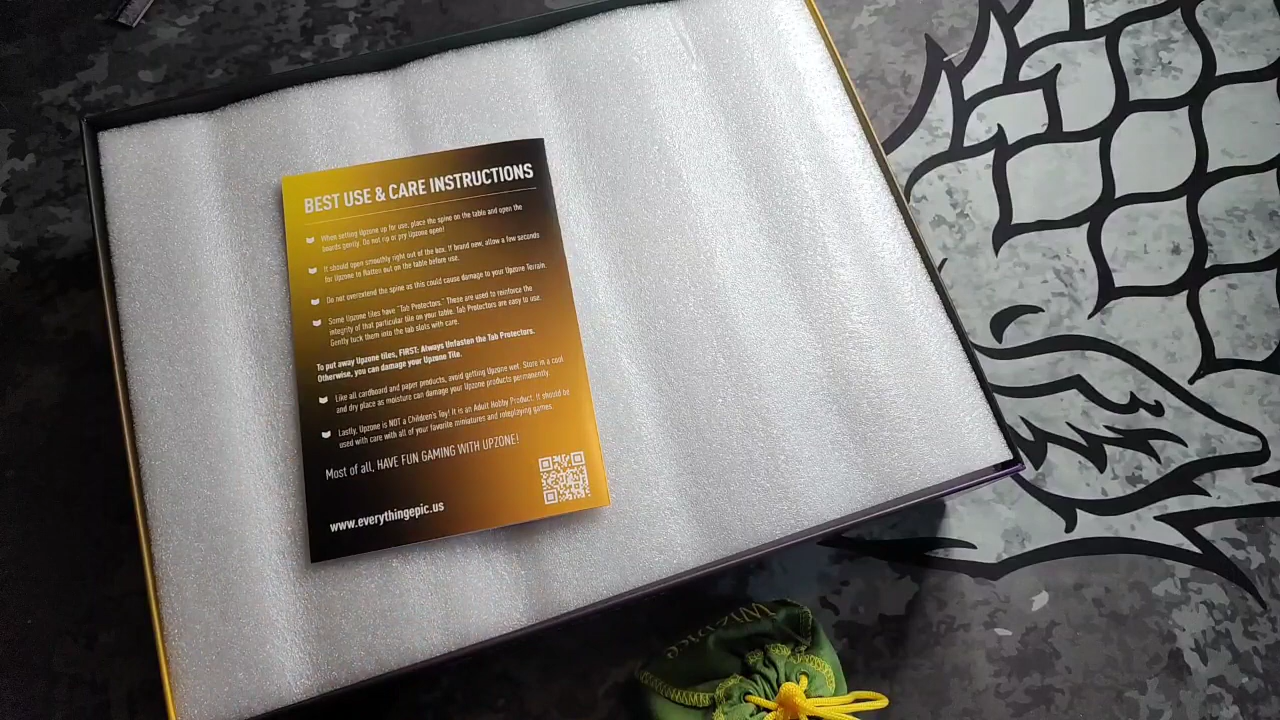 BEST USE & CARE INSTRUCTIONS
When setting Upzone up for use, place the spine on the table and open the
boards gently. Do not rip or pry Upzone open!
It should open smoothly right out of the box. If brand new, allow a few seconds
for Upzone to flatten out on the table before use.
Do not overextend the spine as this could cause damage to your Upzone Terrain.
Some Upzone tiles have "Tab Protectors." These are used to reinforce the
integrity of that particular tile on your table. Tab Protectors are easy to use.
Gently tuck them into the tab slots with care.
To put away Upzone tiles, FIRST: Always Unfasten the Tab Protectors.
Otherwise, you can damage your Upzone Tile.
Like all cardboard and paper products, avoid getting Upzone wet. Store in a cool
and dry place as moisture can damage your Upzone products permanently.
Lastly, Upzone is NOT a Children's Toy! It is an Adult Hobby Product. It should be
used with care with all of your favorite miniatures and roleplaying games.
Most of all, HAVE FUN GAMING WITH UPZONE!
www.everythingepic.us
WIZDICE